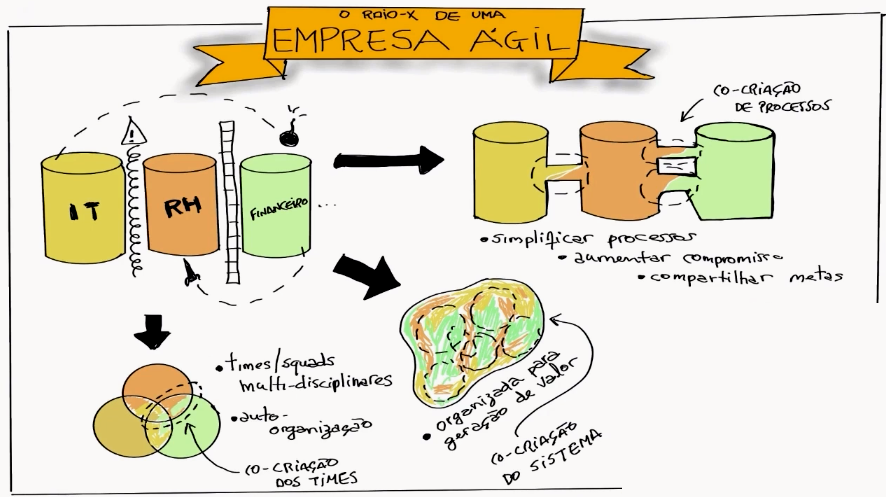 O RAIO-X DE UMA
EMPRESA ÁGIL
IT
!
RH
FINANCEIRO
...
CO-CRIAÇÃO
DE PROCESSOS
• simplificar processos
• aumentar compromisso
• compartilhar metas
• times/squads
multi-disciplinares
• auto-
organização
CO-CRIAÇÃO
DOS TIMES
• organizada para
geração de valor
CO-CRIAÇÃO
DO SISTEMA